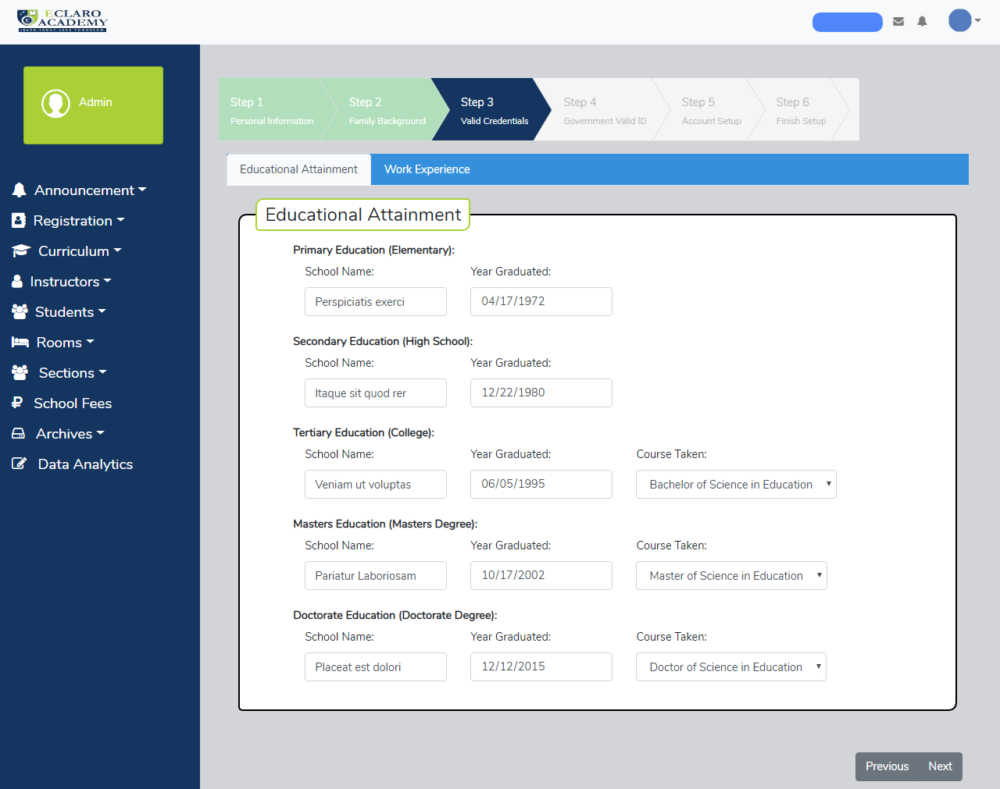 ECLARO
ACADEMY
LEARN TODAY LEAD TOMORROW
Admin
Announcement
Registration
Curriculum
Instructors
Students
Rooms
Sections
School Fees
Archives
Data Analytics
Step 1
Personal Information
Step 2
Family Background
Step 3
Valid Credentials
Step 4
Government Valid ID
Step 5
Account Setup
Step 6
Finish Setup
Educational Attainment
Work Experience
Educational Attainment
Primary Education (Elementary):
School Name: Year Graduated:
Perspiciatis exerci 04/17/1972
Secondary Education (High School):
School Name: Year Graduated:
Itaque sit quod rer 12/22/1980
Tertiary Education (College):
School Name: Year Graduated: Course Taken:
Veniam ut voluptas 06/05/1995 Bachelor of Science in Education
Masters Education (Masters Degree):
School Name: Year Graduated: Course Taken:
Pariatur Laboriosam 10/17/2002 Master of Science in Education
Doctorate Education (Doctorate Degree):
School Name: Year Graduated: Course Taken:
Placeat est dolori 12/12/2015 Doctor of Science in Education
Previous Next